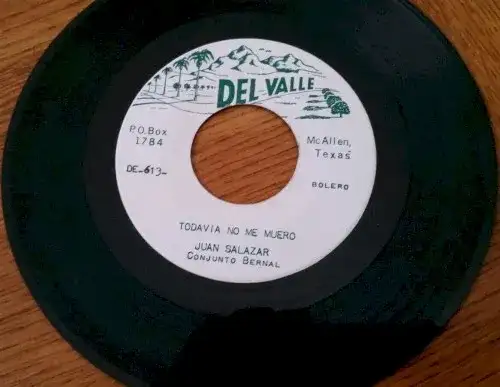 DEL VALLE
P.O.Box
1784
McAllen,
Texas
DE-613-
BOLERO
TODAVIA NO ME MUERO
JUAN SALAZAR
CONJUNTO BERNAL